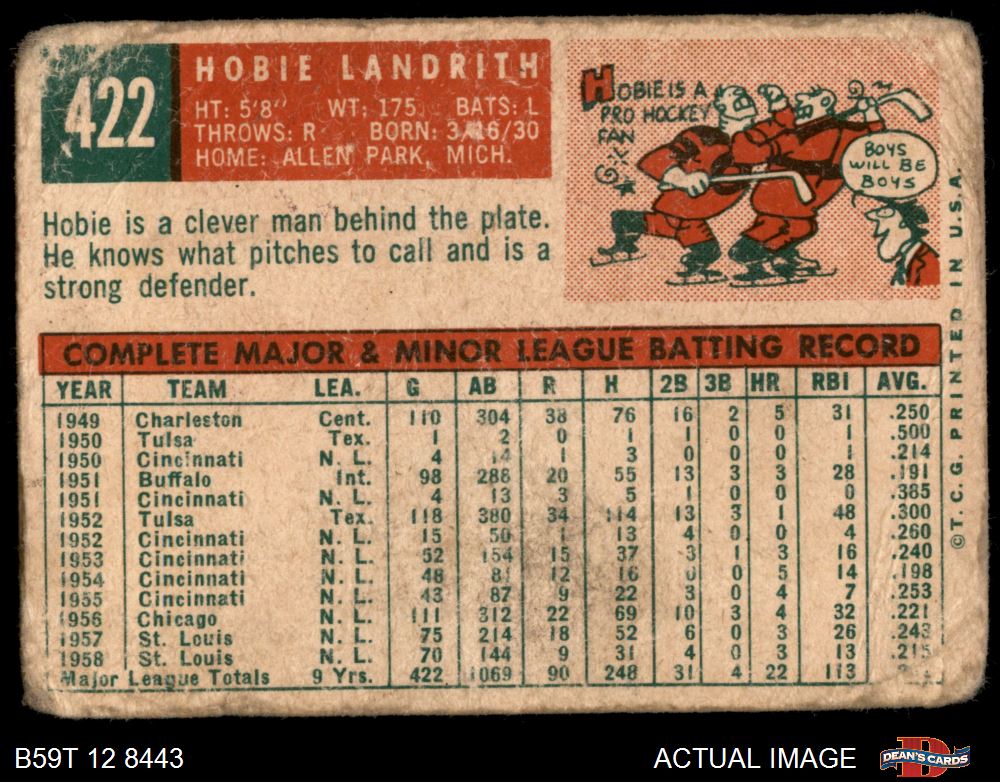 422
HOBIE LANDRITH
HT: 5'8" WT: 175 BATS: L
THROWS: R BORN: 3/16/30
HOME: ALLEN PARK, MICH.
Hobie is a clever man behind the plate.
He knows what pitches to call and is a
strong defender.
HOBIE IS A
PRO HOCKEY
FAN
BOYS
WILL BE
BOYS
COMPLETE MAJOR & MINOR LEAGUE BATTING RECORD
YEAR TEAM LEA. G AB R H 2B 3B HR RBI AVG.
1949 Charleston Cent. 110 304 38 76 16 2 5 31 .250
1950 Tulsa Tex. 1 2 0 1 1 0 0 1 .500
1950 Cincinnati N. L. 4 14 1 3 0 0 0 1 .214
1951 Buffalo Int. 98 288 20 55 13 3 3 28 .191
1951 Cincinnati N. L. 4 13 3 5 1 0 0 0 .385
1952 Tulsa Tex. 118 380 34 114 13 3 1 48 .300
1952 Cincinnati N. L. 15 50 1 13 4 0 0 4 .260
1953 Cincinnati N. L. 52 154 15 37 3 1 3 16 .240
1954 Cincinnati N. L. 48 81 12 16 0 0 5 14 .198
1955 Cincinnati N. L. 43 87 9 22 3 0 4 7 .253
1956 Chicago N. L. 111 312 22 69 10 3 4 32 .221
1957 St. Louis N. L. 75 214 18 52 6 0 3 26 .243
1958 St. Louis N. L. 70 144 9 31 4 0 3 13 .215
Major League Totals 9 Yrs. 422 1069 90 248 31 4 22 113
© T. C. G. PRINTED IN U.S.A.
B59T 12 8443
ACTUAL IMAGE
DEAN'S CARDS